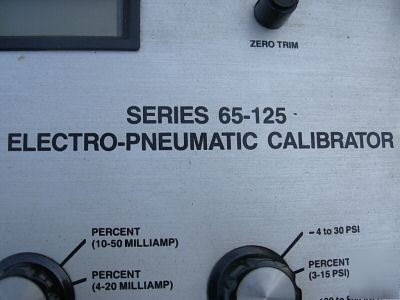 ZERO TRIM
SERIES 65-125
ELECTRO-PNEUMATIC CALIBRATOR
PERCENT
(10-50 MILLIAMP)
PERCENT
(4-20 MILLIAMP)
– 4 to 30 PSI
PERCENT
(3-15 PSI)